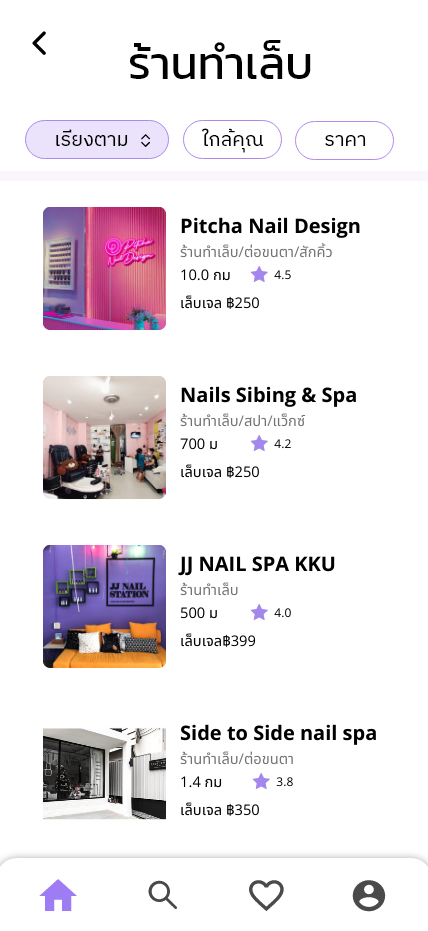 ร้านทำเล็บ
เรียงตาม
ใกล้คุณ
ราคา
Pitcha Nail Design
ร้านทำเล็บ/ต่อขนตา/สักคิ้ว
10.0 กม 4.5
เล็บเจล ฿250
Pitcha
Nail Design
Nails Sibing & Spa
ร้านทำเล็บ/สปา/แว็กซ์
700 ม 4.2
เล็บเจล ฿250
JJ NAIL SPA KKU
ร้านทำเล็บ
500 ม 4.0
เล็บเจล฿399
JJ NAIL
STATION
Side to Side nail spa
ร้านทำเล็บ/ต่อขนตา
1.4 กม 3.8
เล็บเจล ฿350